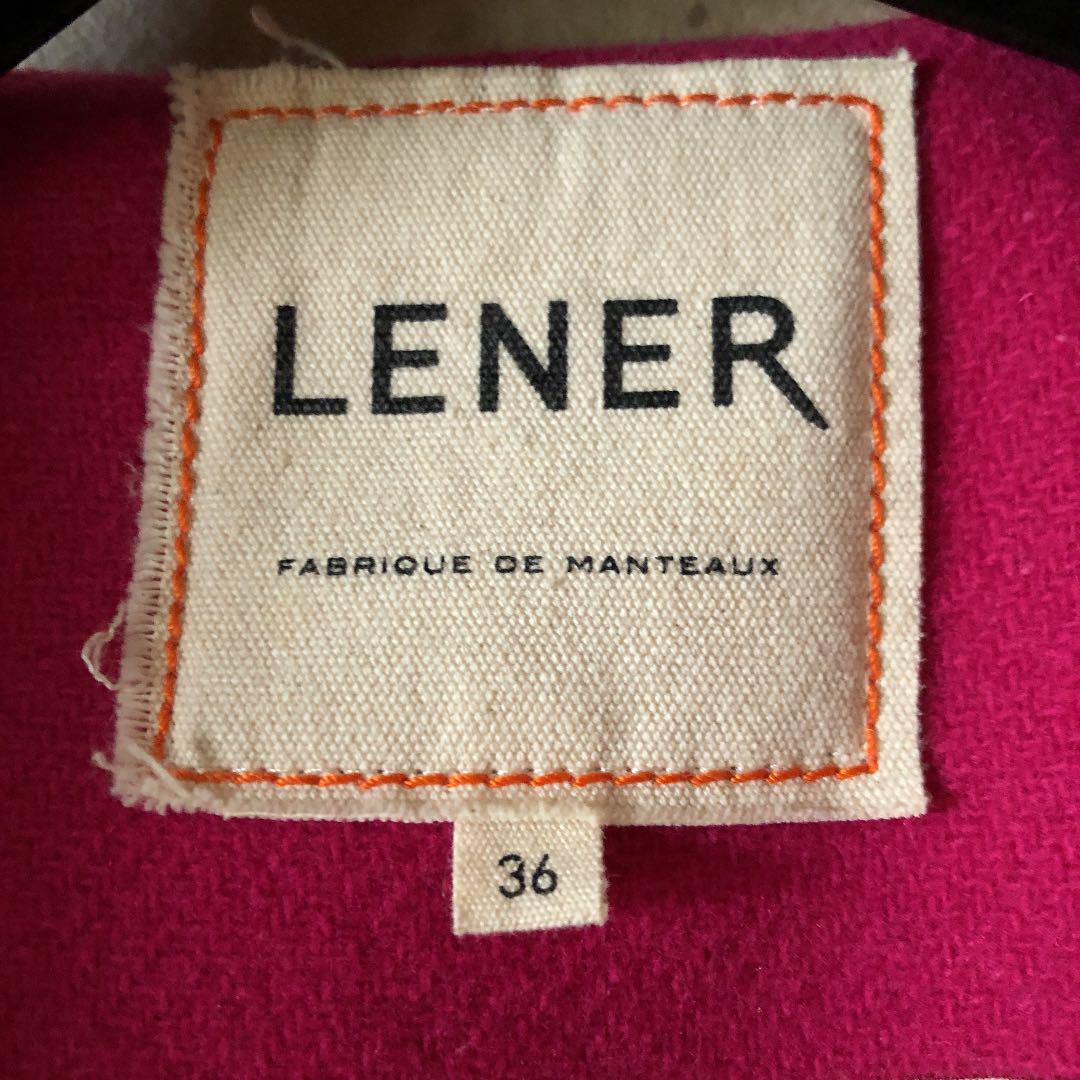 LENER
FABRIQUE DE MANTEAUX
36